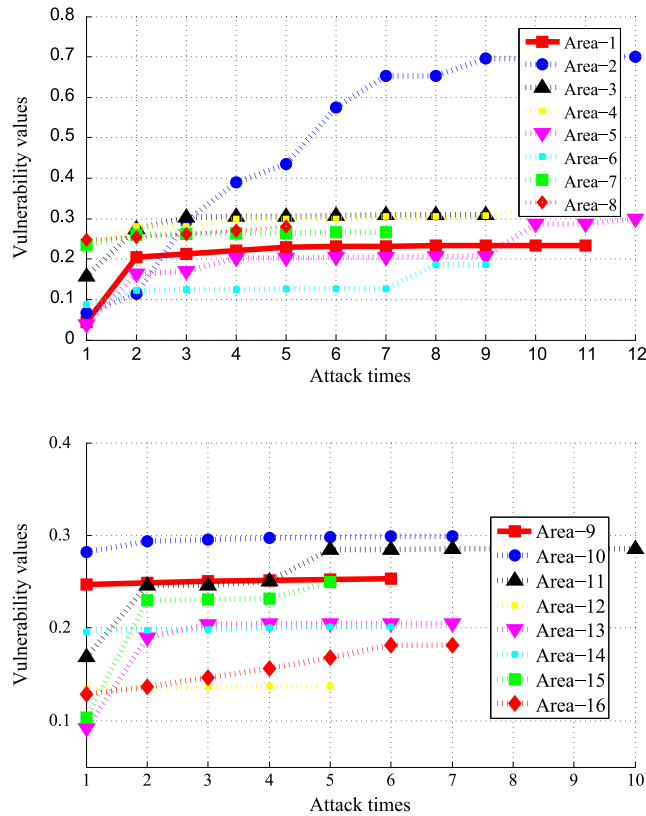 0.8
0.7
0.6
0.5
0.4
0.3
0.2
0.1
0
Vulnerability values
Area-1
Area-2
Area-3
Area-4
Area-5
Area-6
Area-7
Area-8
1 2 3 4 5 6 7 8 9 10 11 12
Attack times
0.4
0.3
0.2
0.1
Vulnerability values
Area-9
Area-10
Area-11
Area-12
Area-13
Area-14
Area-15
Area-16
1 2 3 4 5 6 7 8 9 10
Attack times